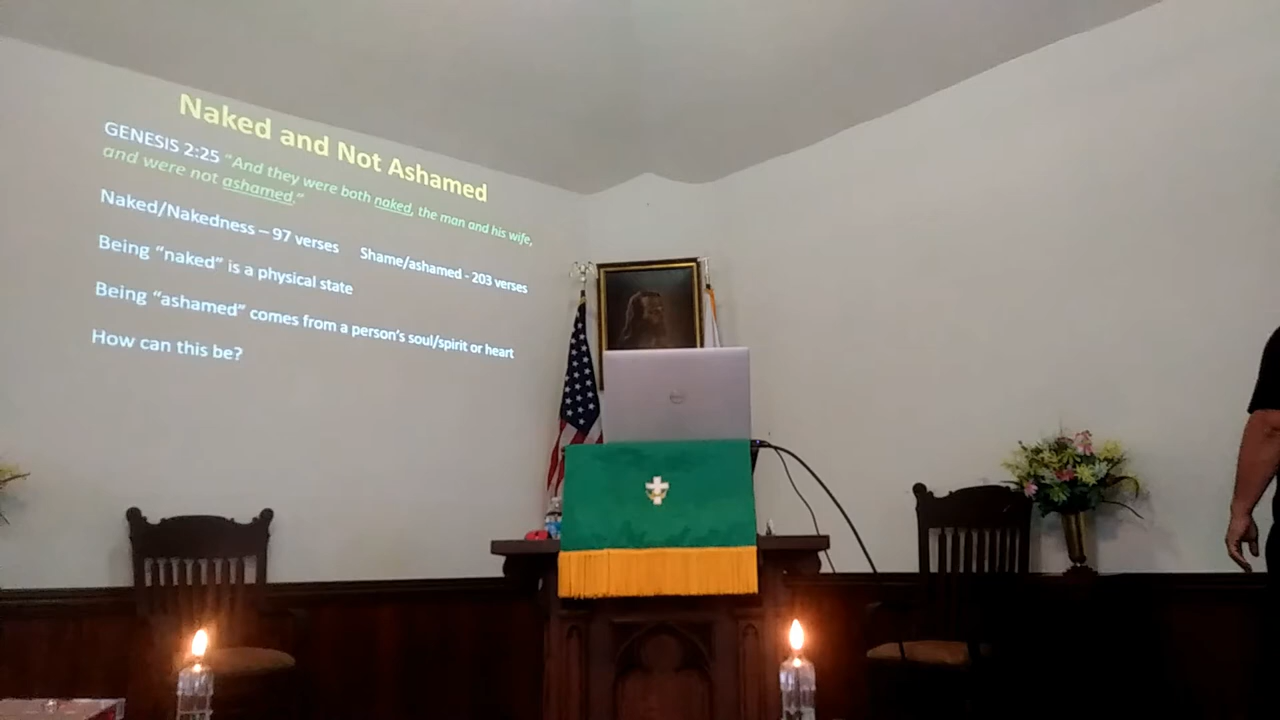 Naked and Not Ashamed
GENESIS 2:25 “And they were both naked, the man and his wife,
and were not ashamed.”
Naked/Nakedness – 97 verses Shame/ashamed - 203 verses
Being “naked” is a physical state
Being “ashamed” comes from a person’s soul/spirit or heart
How can this be?